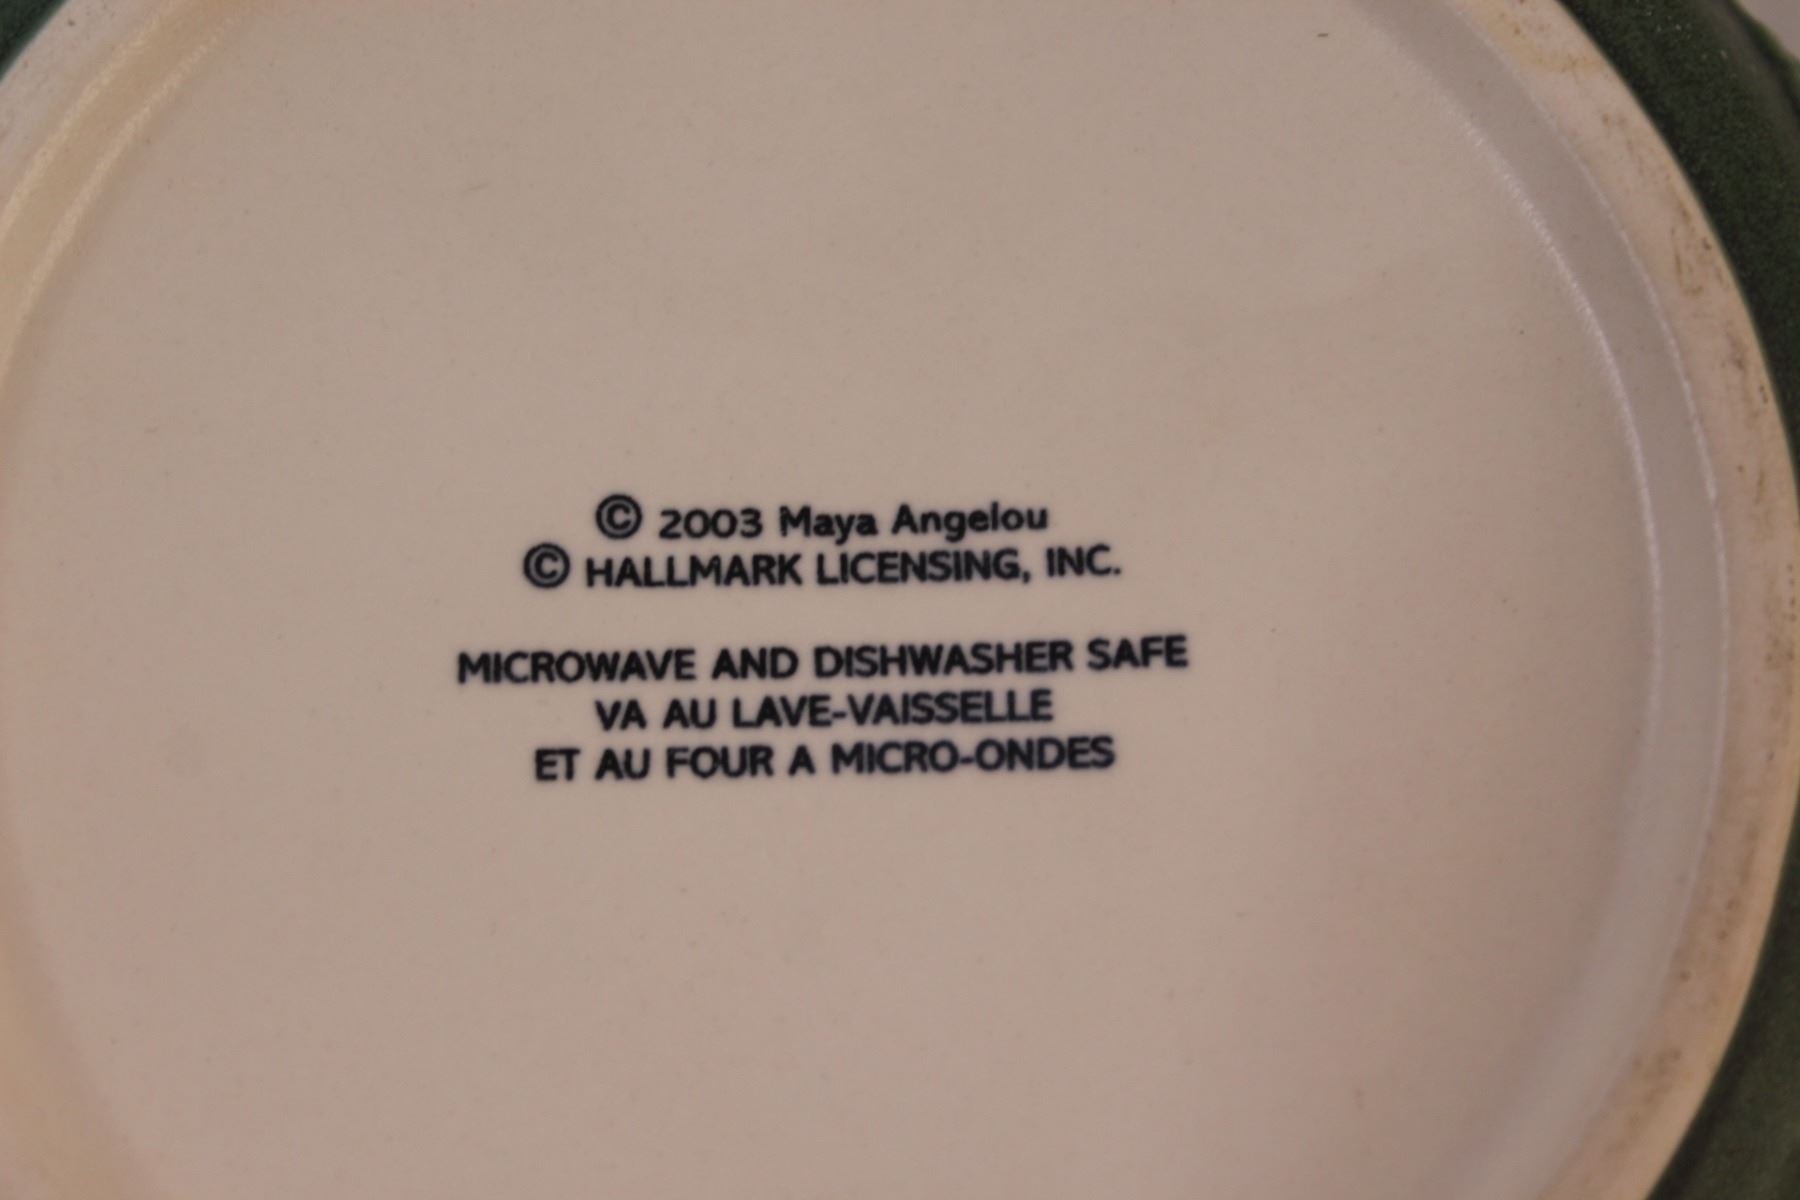 © 2003 Maya Angelou
© HALLMARK LICENSING, INC.
MICROWAVE AND DISHWASHER SAFE
VA AU LAVE-VAISSELLE
ET AU FOUR A MICRO-ONDES